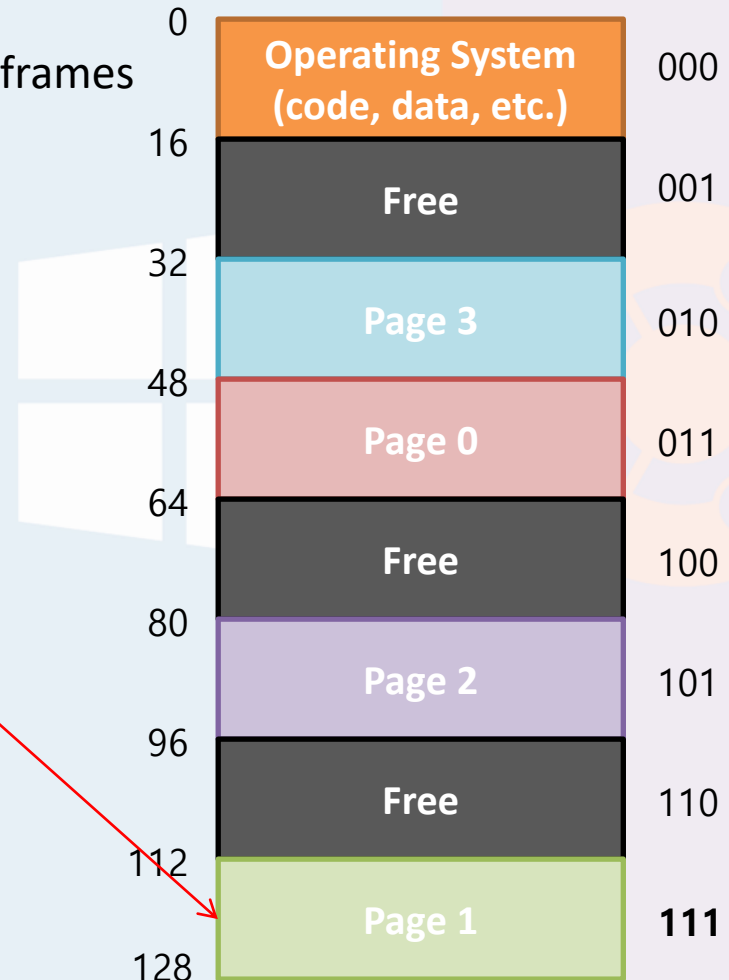 0
frames
Operating System
(code, data, etc.)
000
16
Free
001
32
Page 3
010
48
Page 0
011
64
Free
100
80
Page 2
101
96
Free
110
112
Page 1
111
128